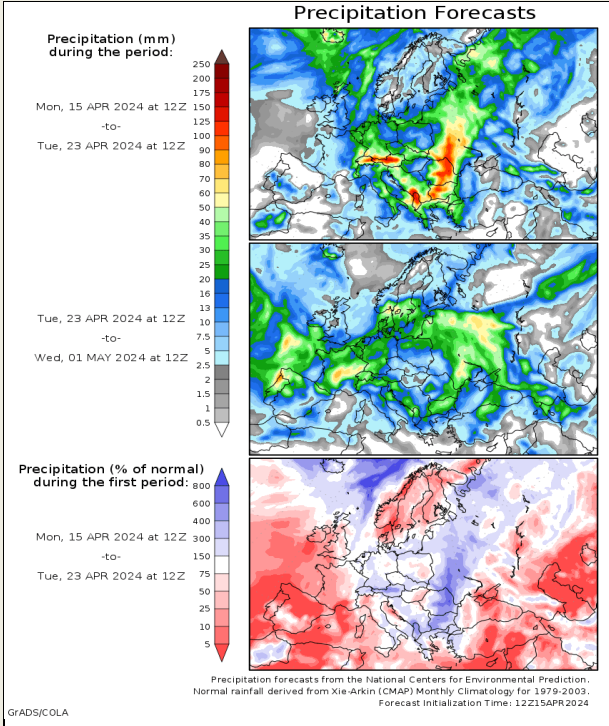 Precipitation Forecasts
Precipitation (mm)
during the period:
Mon, 15 APR 2024 at 12Z
-to-
Tue, 23 APR 2024 at 12Z
250
200
175
150
125
100
90
80
70
60
50
40
35
30
25
20
16
13
10
7.5
5
2.5
2
1.5
1
0.5
Tue, 23 APR 2024 at 12Z
-to-
Wed, 01 MAY 2024 at 12Z
Precipitation (% of normal)
during the first period:
Mon, 15 APR 2024 at 12Z
-to-
Tue, 23 APR 2024 at 12Z
800
600
400
300
150
75
50
25
10
5
Precipitation forecasts from the National Centers for Environmental Prediction.
Normal rainfall derived from Xie-Arkin (CMAP) Monthly Climatology for 1979-2003.
Forecast Initialization Time: 12Z15APR2024
GrADS/COLA